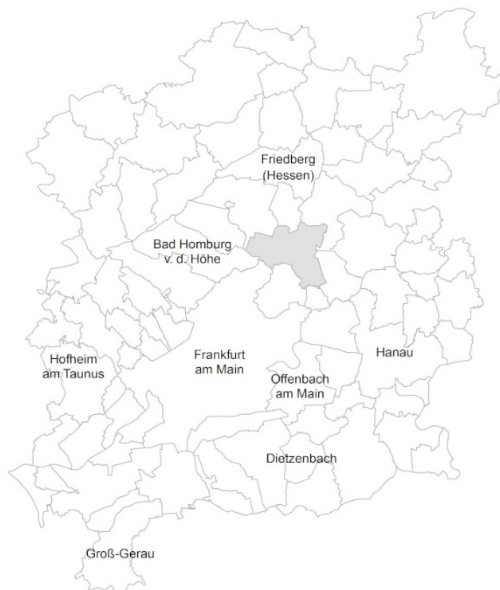 Friedberg
(Hessen)
Bad Homburg
v. d. Höhe
Hofheim
am Taunus
Frankfurt
am Main
Hanau
Offenbach
am Main
Dietzenbach
Groß-Gerau